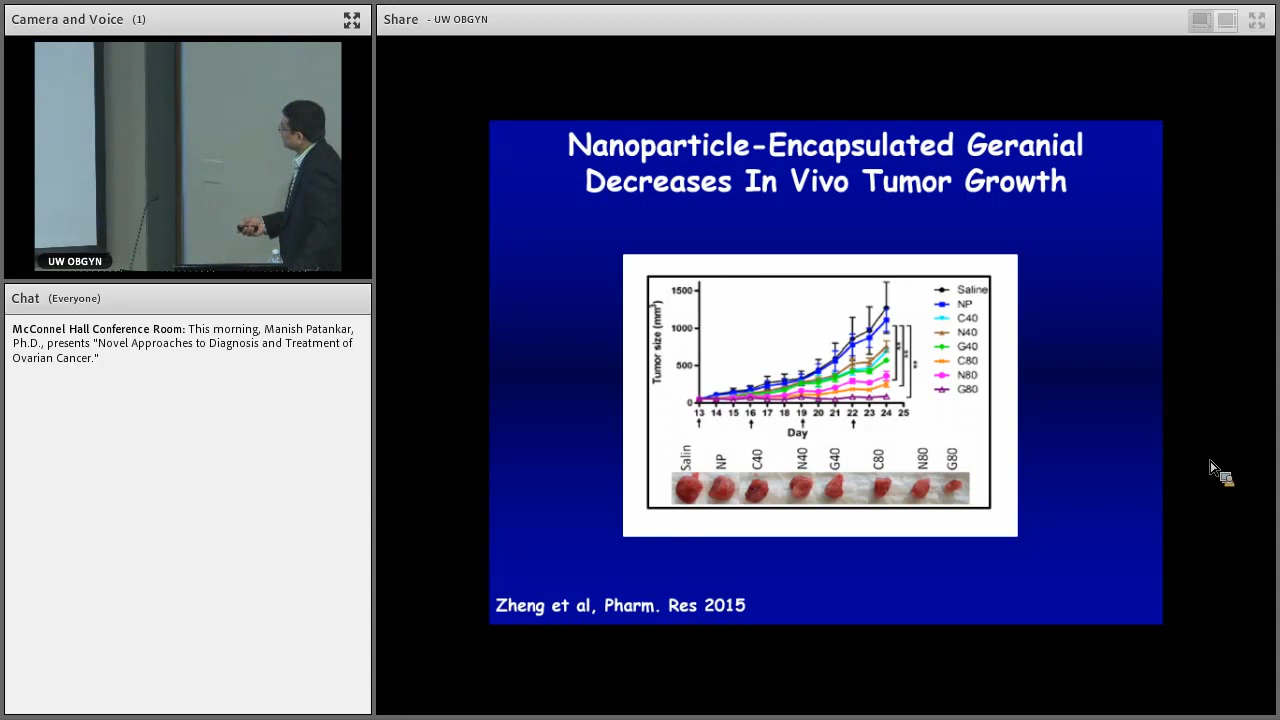 Camera and Voice (1)
UW OBGYN
Chat (Everyone)
McConnel Hall Conference Room: This morning, Manish Patankar,
Ph.D., presents "Novel Approaches to Diagnosis and Treatment of
Ovarian Cancer."
Share - UW OBGYN
Nanoparticle-Encapsulated Geranial
Decreases In Vivo Tumor Growth
Tumor size (mm³)
1500
1000
500
0
13 14 15 16 17 18 19 20 21 22 23 24 25
Day
Saline
NP
C40
N40
G40
C80
N80
G80
** ** **
Salin NP C40 N40 G40 C80 N80 G80
Zheng et al, Pharm. Res 2015